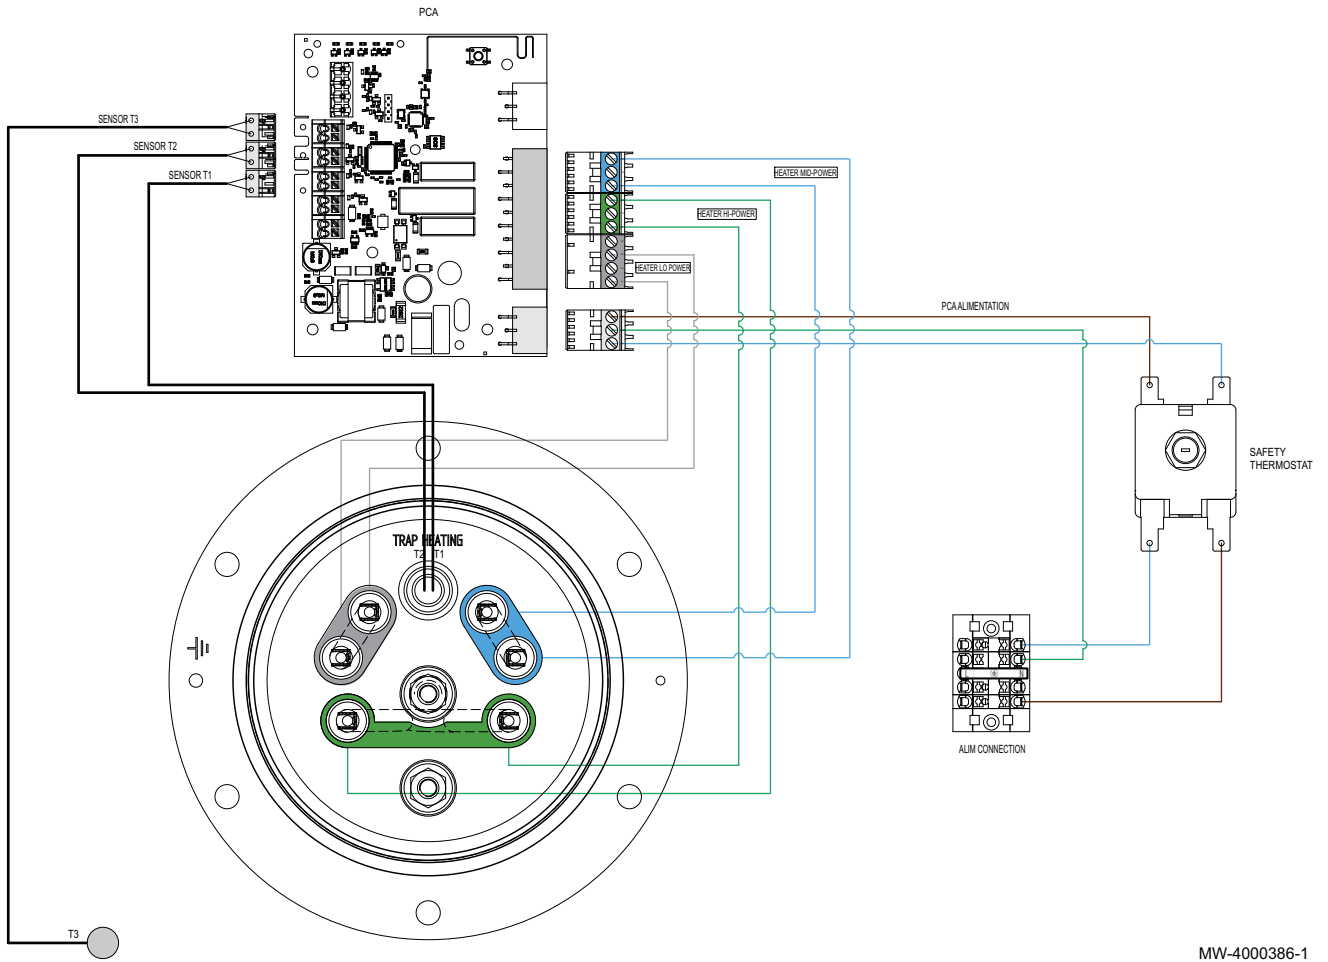 PCA
SENSOR T3
SENSOR T2
SENSOR T1
HEATER MID-POWER
HEATER HI-POWER
HEATER LO POWER
PCA ALIMENTATION
SAFETY
THERMOSTAT
TRAP HEATING
T2 T1
ALIM CONNECTION
T3
MW-4000386-1